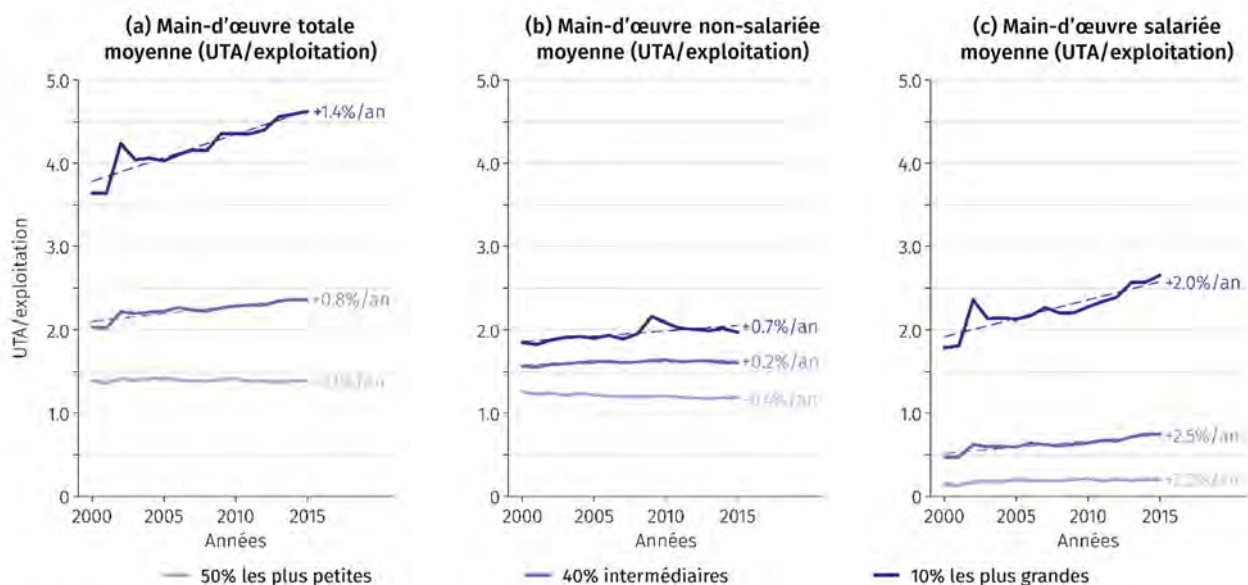 (a) Main-d'œuvre totale
moyenne (UTA/exploitation)
(b) Main-d'œuvre non-salariée
moyenne (UTA/exploitation)
(c) Main-d'œuvre salariée
moyenne (UTA/exploitation)
UTA/exploitation
5.0
4.0
3.0
2.0
1.0
0
+1.4%/an
+0.8%/an
2000 2005 2010 2015
Années
5.0
4.0
3.0
2.0
1.0
0
+0.7%/an
+0.2%/an
2000 2005 2010 2015
Années
5.0
4.0
3.0
2.0
1.0
0
+2.0%/an
+2.5%/an
2000 2005 2010 2015
Années
50% les plus petites
40% intermédiaires
10% les plus grandes